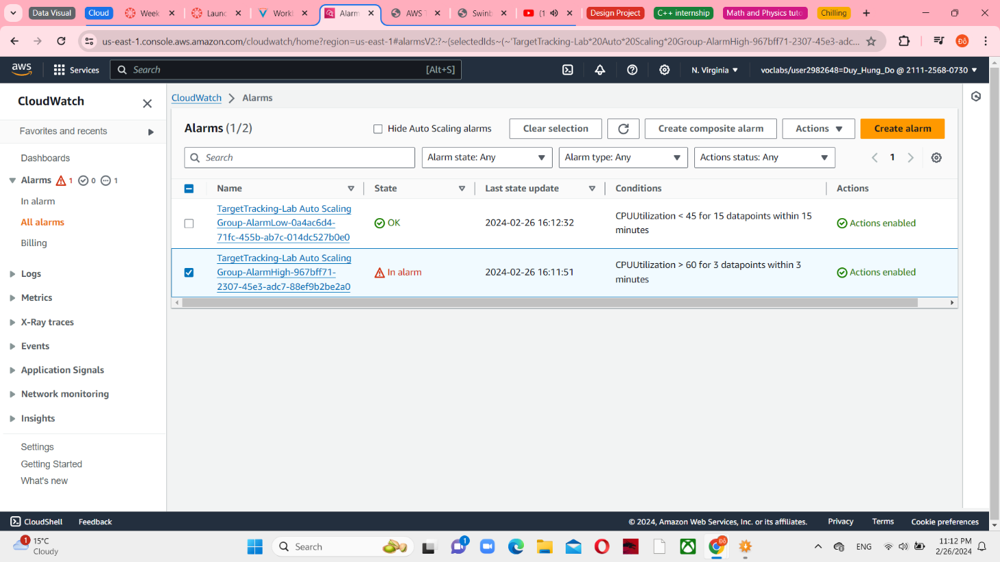 Data Visual
Cloud
Week
Laun
Workl
Alarm
AWS T
Swinb
(1
Design Project
C++ internship
Math and Physics tuto
Chilling
us-east-1.console.aws.amazon.com/cloudwatch/home?region=us-east-1#alarmsV2:?~(selectedIds~(~'TargetTracking-Lab*20Auto*20Scaling*20Group-AlarmHigh-967bff71-2307-45e3-adc...
Đỗ
aws
Services
Search
[Alt+S]
N. Virginia
voclabs/user2982648=Duy_Hung_Do @ 2111-2568-0730
CloudWatch
Favorites and recents
Dashboards
Alarms 1 0 1
In alarm
All alarms
Billing
Logs
Metrics
X-Ray traces
Events
Application Signals
Network monitoring
Insights
Settings
Getting Started
What's new
CloudWatch > Alarms
Alarms (1/2)
Hide Auto Scaling alarms
Clear selection
Create composite alarm
Actions
Create alarm
Search
Alarm state: Any
Alarm type: Any
Actions status: Any
1
Name
State
Last state update
Conditions
Actions
TargetTracking-Lab Auto Scaling
Group-AlarmLow-0a4ac6d4-
71fc-455b-ab7c-014dc527b0e0
OK
2024-02-26 16:12:32
CPUUtilization < 45 for 15 datapoints within 15
minutes
Actions enabled
TargetTracking-Lab Auto Scaling
Group-AlarmHigh-967bff71-
2307-45e3-adc7-88ef9b2be2a0
In alarm
2024-02-26 16:11:51
CPUUtilization > 60 for 3 datapoints within 3
minutes
Actions enabled
CloudShell
Feedback
© 2024, Amazon Web Services, Inc. or its affiliates.
Privacy
Terms
Cookie preferences
1
15°C
Cloudy
Search
1
Đỗ
ENG
11:12 PM
2/26/2024